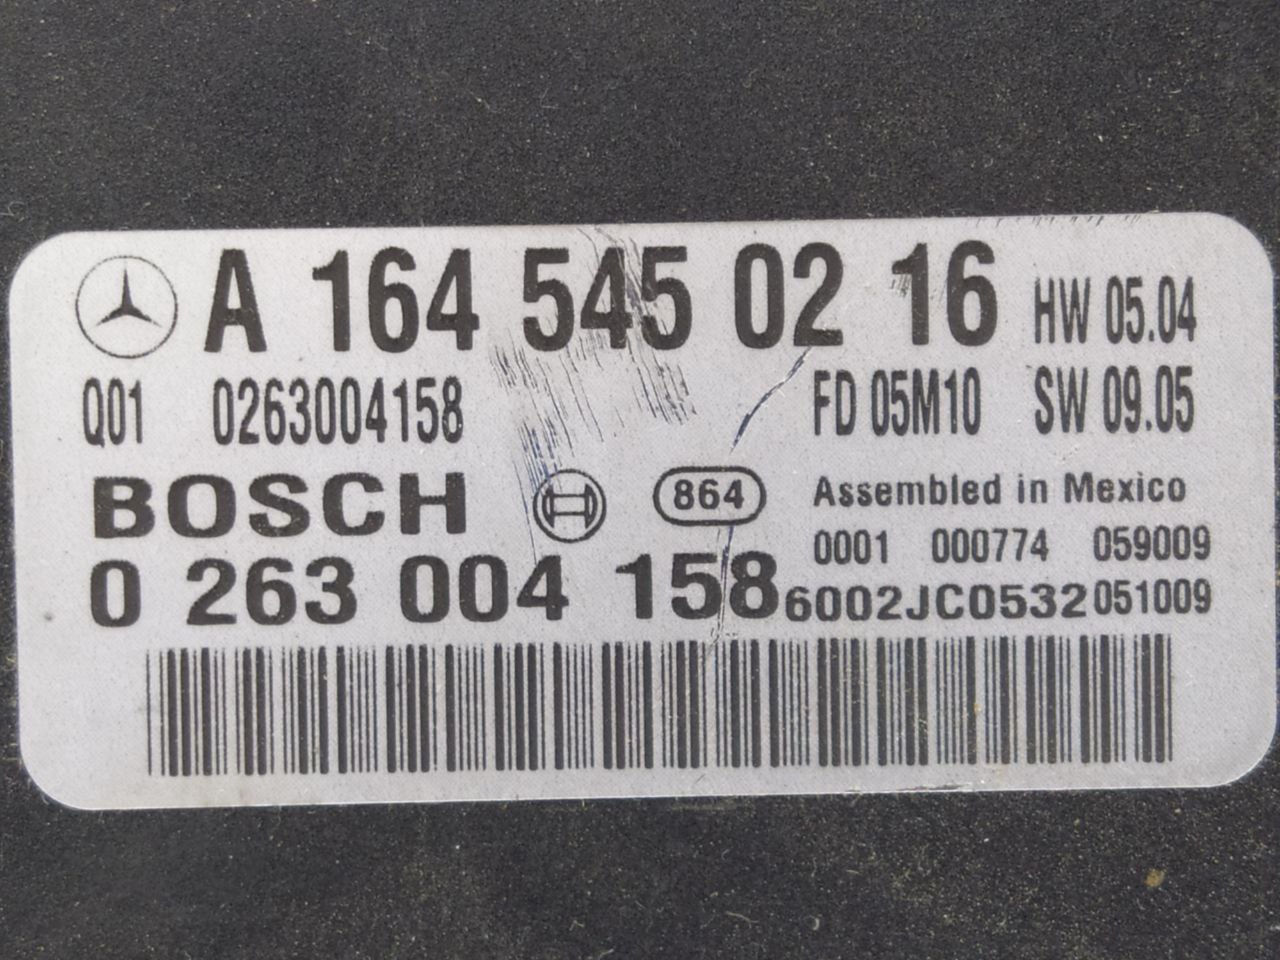 A 164 545 02 16 HW 05.04
Q01 0263004158 FD 05M10 SW 09.05
BOSCH 864 Assembled in Mexico
0001 000774 059009
0 263 004 158 6002JC0532 051009